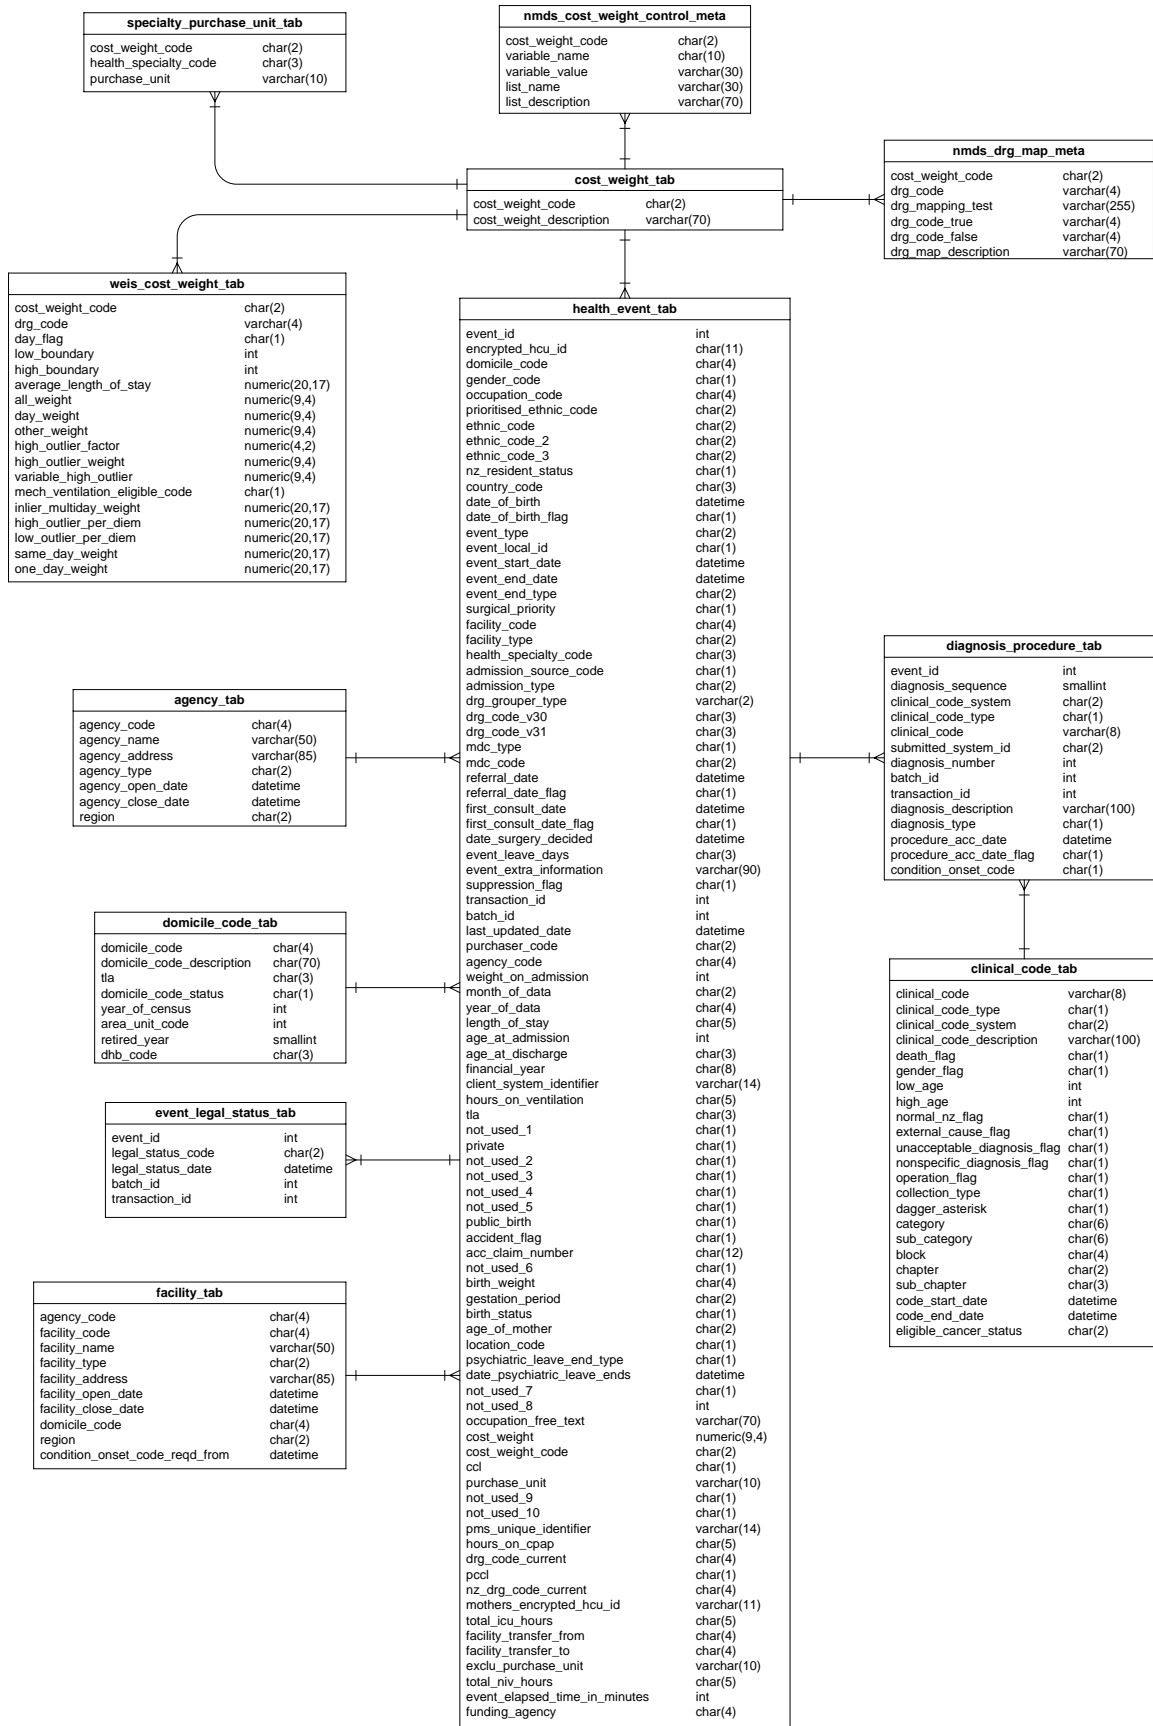 specialty_purchase_unit_tab
cost_weight_code char(2)
health_specialty_code char(3)
purchase_unit varchar(10)
nmds_cost_weight_control_meta
cost_weight_code char(2)
variable_name char(10)
variable_value varchar(30)
list_name varchar(30)
list_description varchar(70)
nmds_drg_map_meta
cost_weight_code char(2)
drg_code varchar(4)
drg_mapping_test varchar(255)
drg_code_true varchar(4)
drg_code_false varchar(4)
drg_map_description varchar(70)
cost_weight_tab
cost_weight_code char(2)
cost_weight_description varchar(70)
weis_cost_weight_tab
cost_weight_code char(2)
drg_code varchar(4)
day_flag char(1)
low_boundary int
high_boundary int
average_length_of_stay numeric(20,17)
all_weight numeric(9,4)
day_weight numeric(9,4)
other_weight numeric(9,4)
high_outlier_factor numeric(4,2)
high_outlier_weight numeric(9,4)
variable_high_outlier numeric(9,4)
mech_ventilation_eligible_code char(1)
inlier_multiday_weight numeric(20,17)
high_outlier_per_diem numeric(20,17)
low_outlier_per_diem numeric(20,17)
same_day_weight numeric(20,17)
one_day_weight numeric(20,17)
health_event_tab
event_id int
encrypted_hcu_id char(11)
domicile_code char(4)
gender_code char(1)
occupation_code char(4)
prioritised_ethnic_code char(2)
ethnic_code char(2)
ethnic_code_2 char(2)
ethnic_code_3 char(2)
nz_resident_status char(1)
country_code char(3)
date_of_birth datetime
date_of_birth_flag char(1)
event_type char(2)
event_local_id char(1)
event_start_date datetime
event_end_date datetime
event_end_type char(2)
surgical_priority char(1)
facility_code char(4)
facility_type char(2)
health_specialty_code char(3)
admission_source_code char(1)
admission_type char(2)
drg_grouper_type varchar(2)
drg_code_v30 char(3)
drg_code_v31 char(3)
mdc_type char(1)
mdc_code char(2)
referral_date datetime
referral_date_flag char(1)
first_consult_date datetime
first_consult_date_flag char(1)
date_surgery_decided datetime
event_leave_days char(3)
event_extra_information varchar(90)
suppression_flag char(1)
transaction_id int
batch_id int
last_updated_date datetime
purchaser_code char(2)
agency_code char(4)
weight_on_admission int
month_of_data char(2)
year_of_data char(4)
length_of_stay char(5)
age_at_admission int
age_at_discharge char(3)
financial_year char(8)
client_system_identifier varchar(14)
hours_on_ventilation char(5)
tla char(3)
not_used_1 char(1)
private char(1)
not_used_2 char(1)
not_used_3 char(1)
not_used_4 char(1)
not_used_5 char(1)
public_birth char(1)
accident_flag char(1)
acc_claim_number char(12)
not_used_6 char(1)
birth_weight char(4)
gestation_period char(2)
birth_status char(1)
age_of_mother char(2)
location_code char(1)
psychiatric_leave_end_type char(1)
date_psychiatric_leave_ends datetime
not_used_7 char(1)
not_used_8 int
occupation_free_text varchar(70)
cost_weight numeric(9,4)
cost_weight_code char(2)
ccl char(1)
purchase_unit varchar(10)
not_used_9 char(1)
not_used_10 char(1)
pms_unique_identifier varchar(14)
hours_on_cpap char(5)
drg_code_current char(4)
pccl char(1)
nz_drg_code_current char(4)
mothers_encrypted_hcu_id varchar(11)
total_icu_hours char(5)
facility_transfer_from char(4)
facility_transfer_to char(4)
exclu_purchase_unit varchar(10)
total_niv_hours char(5)
event_elapsed_time_in_minutes int
funding_agency char(4)
agency_tab
agency_code char(4)
agency_name varchar(50)
agency_address varchar(85)
agency_type char(2)
agency_open_date datetime
agency_close_date datetime
region char(2)
domicile_code_tab
domicile_code char(4)
domicile_code_description char(70)
tla char(3)
domicile_code_status char(1)
year_of_census int
area_unit_code int
retired_year smallint
dhb_code char(3)
event_legal_status_tab
event_id int
legal_status_code char(2)
legal_status_date datetime
batch_id int
transaction_id int
facility_tab
agency_code char(4)
facility_code char(4)
facility_name varchar(50)
facility_type char(2)
facility_address varchar(85)
facility_open_date datetime
facility_close_date datetime
domicile_code char(4)
region char(2)
condition_onset_code_reqd_from datetime
diagnosis_procedure_tab
event_id int
diagnosis_sequence smallint
clinical_code_system char(2)
clinical_code_type char(1)
clinical_code varchar(8)
submitted_system_id char(2)
diagnosis_number int
batch_id int
transaction_id int
diagnosis_description varchar(100)
diagnosis_type char(1)
procedure_acc_date datetime
procedure_acc_date_flag char(1)
condition_onset_code char(1)
clinical_code_tab
clinical_code varchar(8)
clinical_code_type char(1)
clinical_code_system char(2)
clinical_code_description varchar(100)
death_flag char(1)
gender_flag char(1)
low_age int
high_age int
normal_nz_flag char(1)
external_cause_flag char(1)
unacceptable_diagnosis_flag char(1)
nonspecific_diagnosis_flag char(1)
operation_flag char(1)
collection_type char(1)
dagger_asterisk char(1)
category char(6)
sub_category char(6)
block char(4)
chapter char(2)
sub_chapter char(3)
code_start_date datetime
code_end_date datetime
eligible_cancer_status char(2)